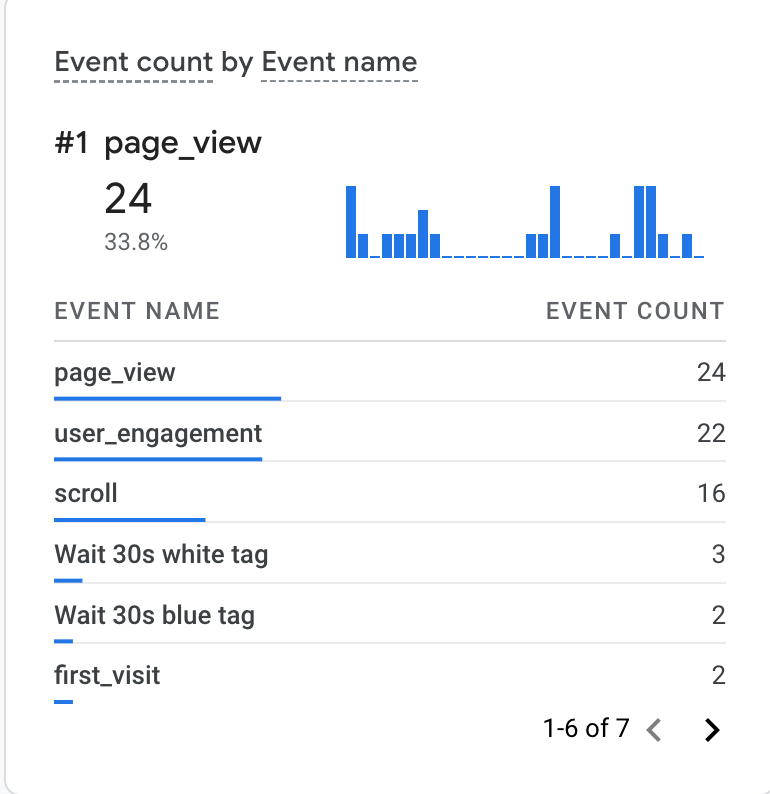 Event count by Event name
#1 page_view
24
33.8%
EVENT NAME EVENT COUNT
page_view 24
user_engagement 22
scroll 16
Wait 30s white tag 3
Wait 30s blue tag 2
first_visit 2
1-6 of 7